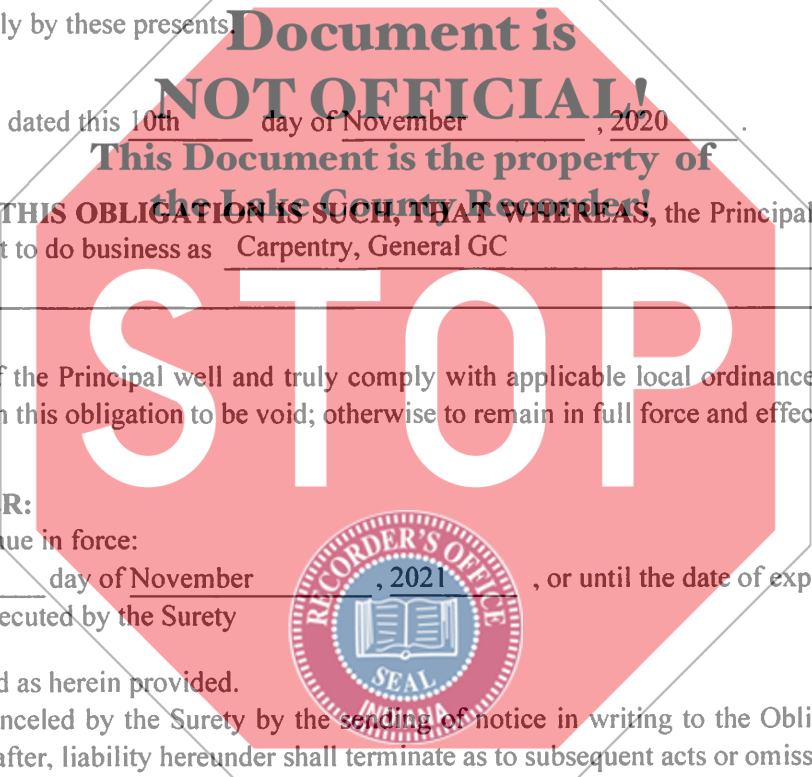 ly by these presents.
Document is
NOT OFFICIAL!
dated this 10th day of November , 2020 .
This Document is the property of
the Lake County Recorder!
THIS OBLIGATION IS SUCH, THAT WHEREAS, the Principal
t to do business as Carpentry, General GC
STOP
f the Principal well and truly comply with applicable local ordinance
n this obligation to be void; otherwise to remain in full force and effec
R:
nue in force:
day of November , 2021 , or until the date of exp
ecuted by the Surety
RECORDER'S OFFICE
SEAL
INDIANA
d as herein provided.
nceled by the Surety by the sending of notice in writing to the Obli
after, liability hereunder shall terminate as to subsequent acts or omiss